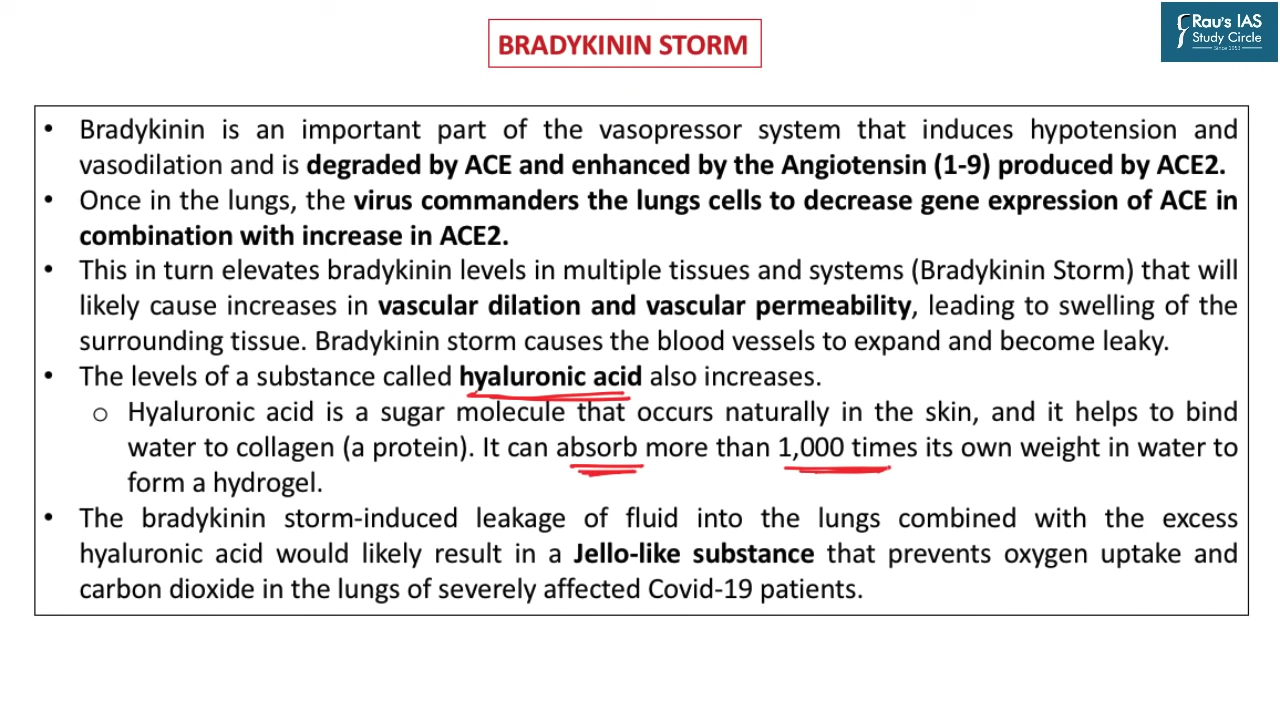 BRADYKININ STORM
Rau's IAS
Study Circle
Since 1953
• Bradykinin is an important part of the vasopressor system that induces hypotension and
vasodilation and is degraded by ACE and enhanced by the Angiotensin (1-9) produced by ACE2.
• Once in the lungs, the virus commanders the lungs cells to decrease gene expression of ACE in
combination with increase in ACE2.
• This in turn elevates bradykinin levels in multiple tissues and systems (Bradykinin Storm) that will
likely cause increases in vascular dilation and vascular permeability, leading to swelling of the
surrounding tissue. Bradykinin storm causes the blood vessels to expand and become leaky.
• The levels of a substance called hyaluronic acid also increases.
o Hyaluronic acid is a sugar molecule that occurs naturally in the skin, and it helps to bind
water to collagen (a protein). It can absorb more than 1,000 times its own weight in water to
form a hydrogel.
• The bradykinin storm-induced leakage of fluid into the lungs combined with the excess
hyaluronic acid would likely result in a Jello-like substance that prevents oxygen uptake and
carbon dioxide in the lungs of severely affected Covid-19 patients.